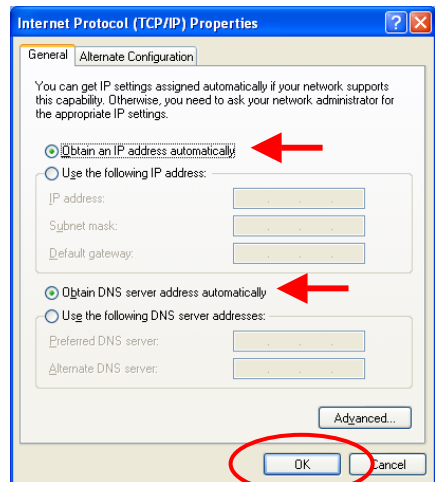 Internet Protocol (TCP/IP) Properties
General Alternate Configuration
You can get IP settings assigned automatically if your network supports
this capability. Otherwise, you need to ask your network administrator for
the appropriate IP settings.
Obtain an IP address automatically
Use the following IP address:
IP address:
Subnet mask:
Default gateway:
Obtain DNS server address automatically
Use the following DNS server addresses:
Preferred DNS server:
Alternate DNS server:
Advanced...
OK Cancel